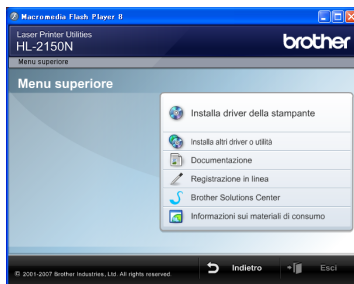 Macromedia Flash Player 8
Laser Printer Utilities
HL-2150N
brother
Menu superiore
Menu superiore
Installa driver della stampante
Installa altri driver o utilità
Documentazione
Registrazione in linea
Brother Solutions Center
Informazioni sui materiali di consumo
© 2001-2007 Brother Industries, Ltd. All rights reserved.
Indietro
Esci